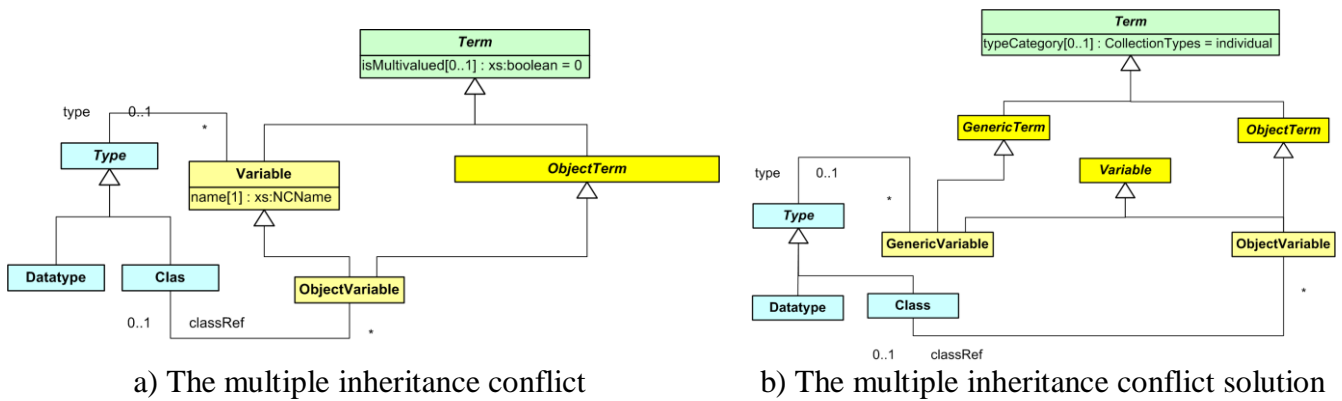 Term
isMultivalued[0..1] : xs:boolean = 0
type
0..1
*
Type
Variable
name[1] : xs:NCName
ObjectTerm
Datatype
Clas
ObjectVariable
0..1
classRef
*
a) The multiple inheritance conflict
Term
typeCategory[0..1] : CollectionTypes = individual
GenericTerm
ObjectTerm
type
0..1
Variable
*
Type
GenericVariable
ObjectVariable
Datatype
Class
*
0..1
classRef
b) The multiple inheritance conflict solution